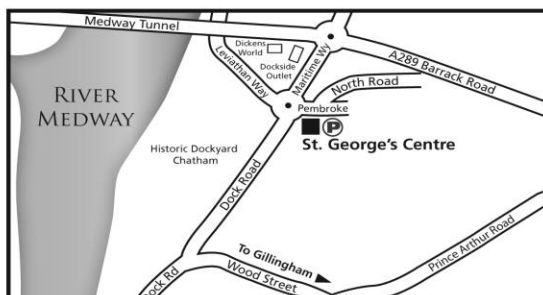 Medway Tunnel
Dickens
World
Dockside
Outlet
Maritime Wy
Leviathan Way
A289 Barrack Road
North Road
Pembroke
P
St. George's Centre
RIVER
MEDWAY
Historic Dockyard
Chatham
Dock Road
To Gillingham
Wood Street
Prince Arthur Road
ock Rd